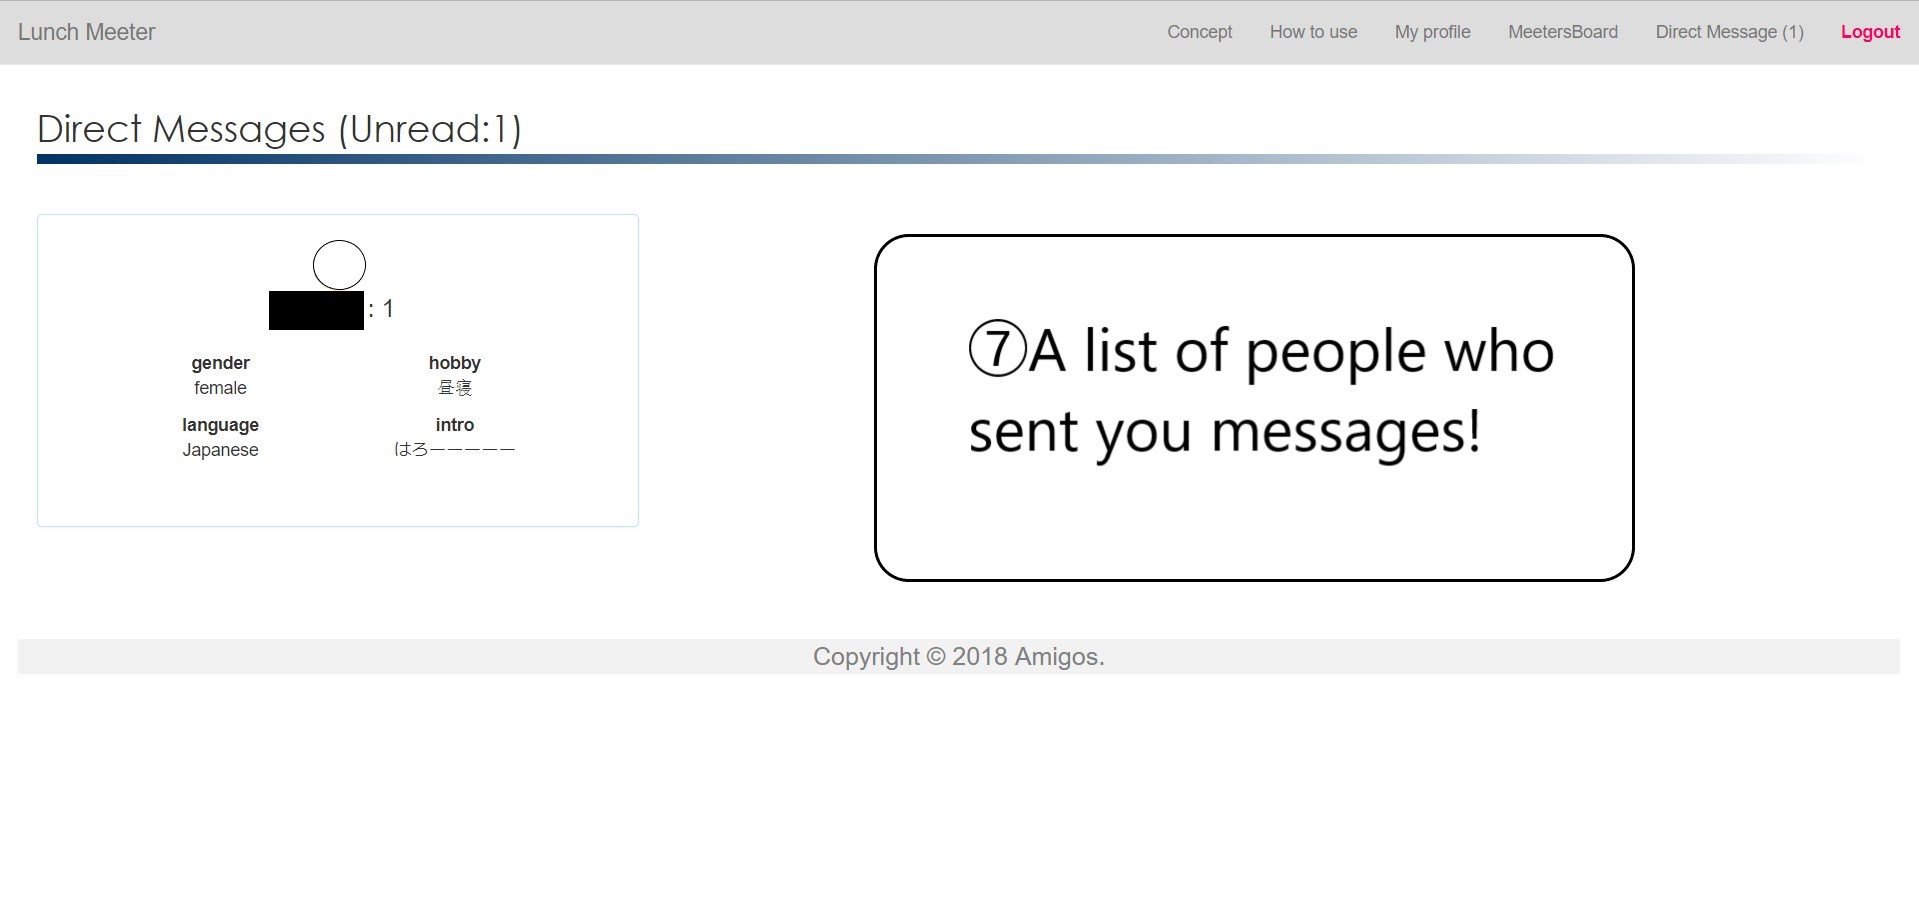 Lunch Meeter
Concept How to use My profile MeetersBoard Direct Message (1) Logout
Direct Messages (Unread:1)
: 1
gender
female
hobby
昼寝
language
Japanese
intro
はろーーーーー
⑦A list of people who
sent you messages!
Copyright © 2018 Amigos.